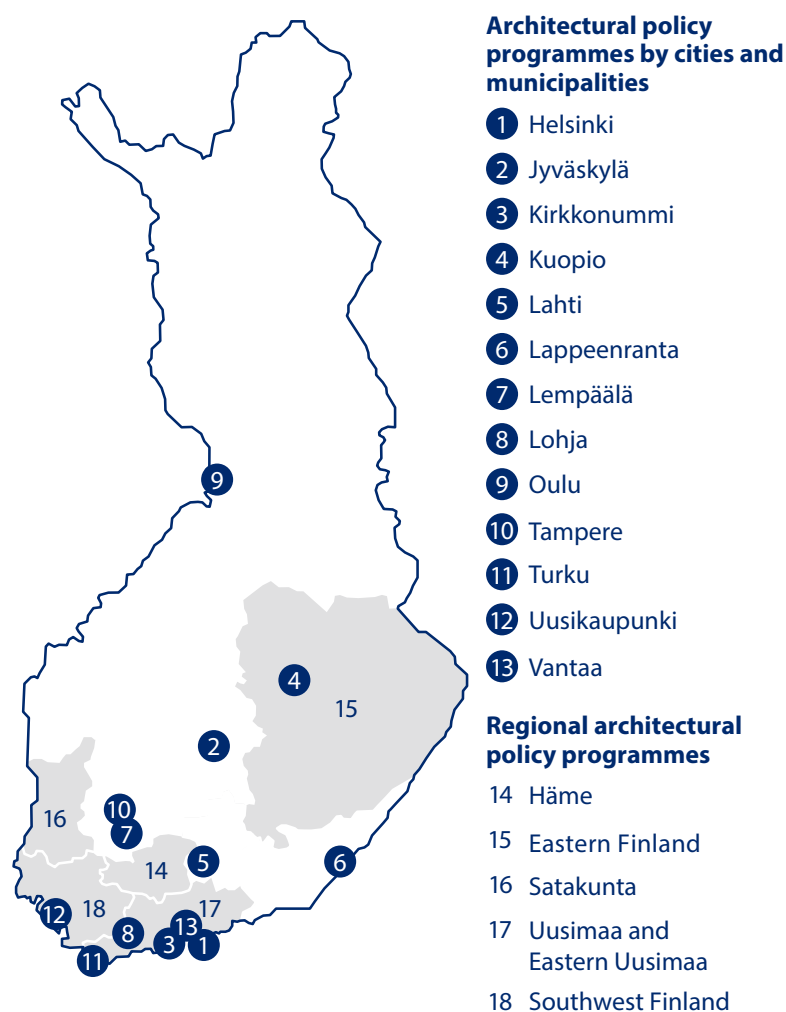 Architectural policy
programmes by cities and
municipalities
1 Helsinki
2 Jyväskylä
3 Kirkkonummi
4 Kuopio
5 Lahti
6 Lappeenranta
7 Lempäälä
8 Lohja
9 Oulu
10 Tampere
11 Turku
12 Uusikaupunki
13 Vantaa
Regional architectural
policy programmes
14 Häme
15 Eastern Finland
16 Satakunta
17 Uusimaa and
Eastern Uusimaa
18 Southwest Finland
9
4
15
2
10
16
7
5
6
14
17
18
12
13
8
3
1
11